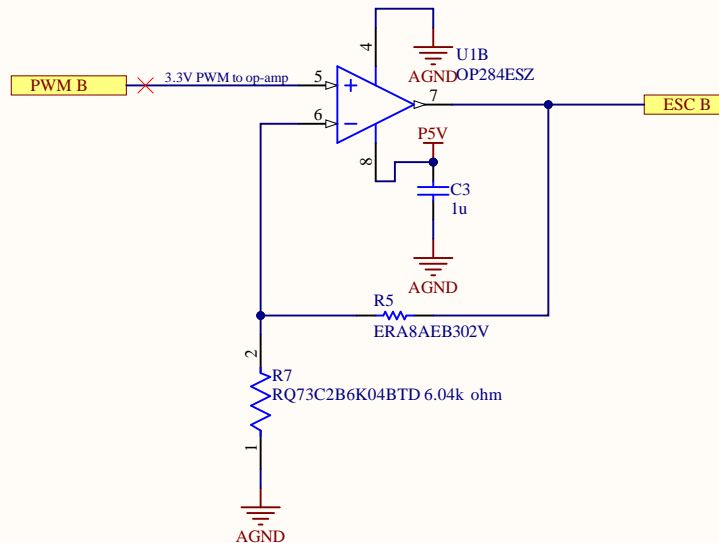 4
U1B
AGND
OP284ESZ
PWM B
3.3V PWM to op-amp
5
7
ESC B
6
P5V
8
C3
1u
AGND
R5
ERA8AEB302V
2
R7
RQ73C2B6K04BTD 6.04k ohm
1
AGND